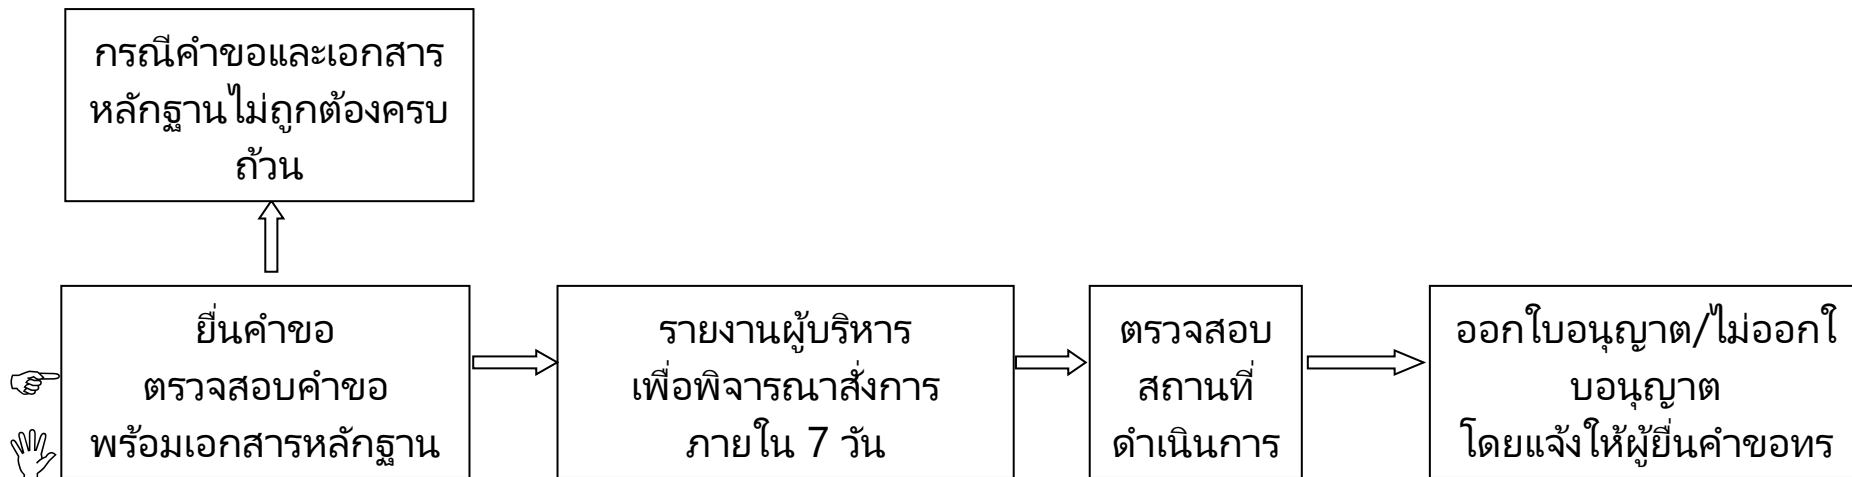 กรณีคำขอและเอกสาร
หลักฐานไม่ถูกต้องครบ
ถ้วน
ยื่นคำขอ
ตรวจสอบคำขอ
พร้อมเอกสารหลักฐาน
รายงานผู้บริหาร
เพื่อพิจารณาสั่งการ
ภายใน 7 วัน
ตรวจสอบ
สถานที่
ดำเนินการ
ออกใบอนุญาต/ไม่ออกใ
บอนุญาต
โดยแจ้งให้ผู้ยื่นคำขอทร